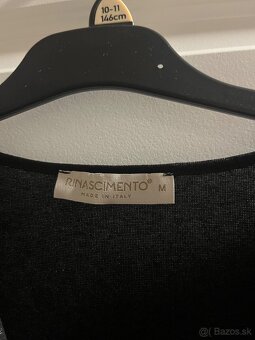 10-11
146cm
RINASCIMENTO®
MADE IN ITALY
M
© Bazos.sk